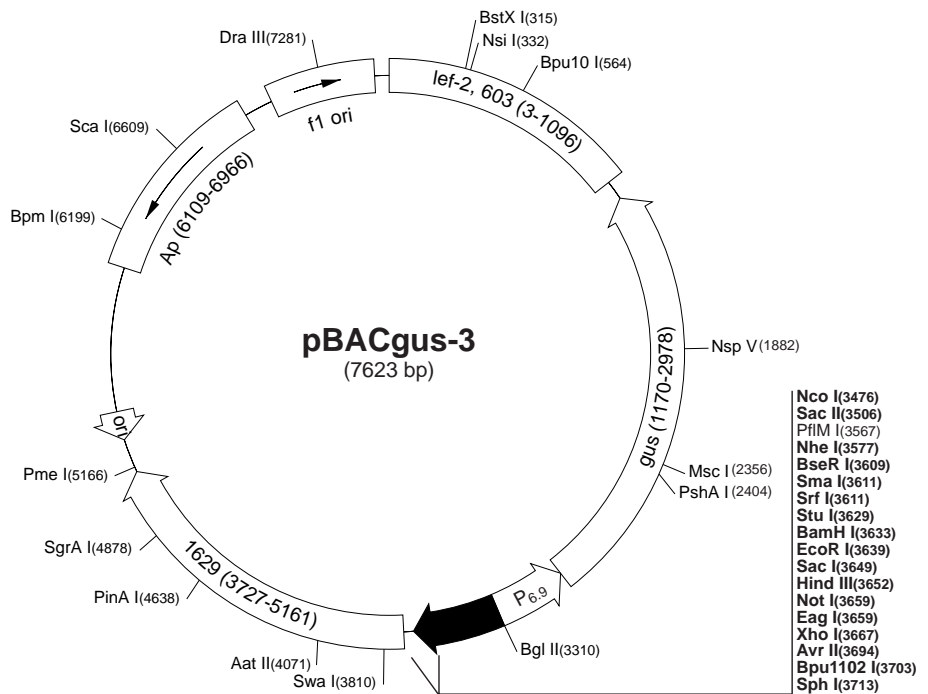 BstX I(315)
Nsi I(332)
Bpu10 I(564)
Dra III(7281)
lef-2, 603 (3-1096)
f1 ori
Sca I(6609)
Ap (6109-6966)
Bpm I(6199)
pBACgus-3
(7623 bp)
Nsp V(1882)
gus (1170-2978)
Msc I(2356)
PshA I(2404)
ori
Pme I(5166)
SgrA I(4878)
PinA I(4638)
1629 (3727-5161)
Aat II(4071)
Swa I(3810)
P6.9
Bgl II(3310)
Nco I(3476)
Sac II(3506)
PflM I(3567)
Nhe I(3577)
BseR I(3609)
Sma I(3611)
Srf I(3611)
Stu I(3629)
BamH I(3633)
EcoR I(3639)
Sac I(3649)
Hind III(3652)
Not I(3659)
Eag I(3659)
Xho I(3667)
Avr II(3694)
Bpu1102 I(3703)
Sph I(3713)